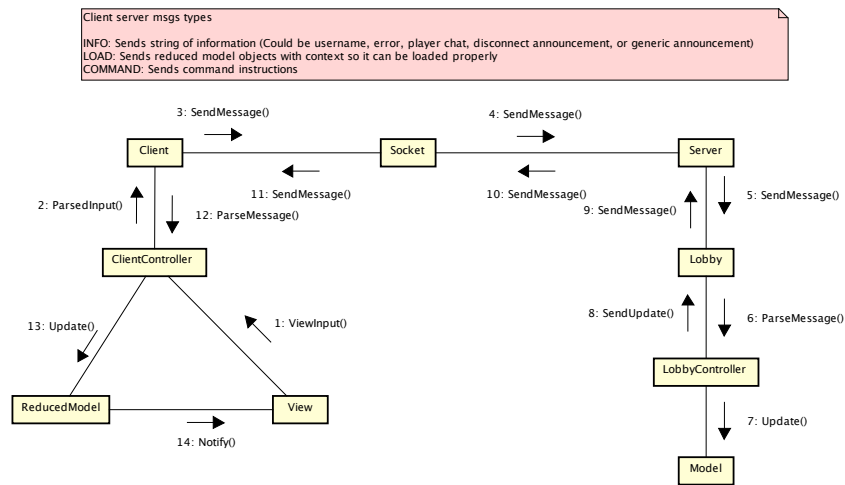 Client server msgs types
INFO: Sends string of information (Could be username, error, player chat, disconnect announcement, or generic announcement)
LOAD: Sends reduced model objects with context so it can be loaded properly
COMMAND: Sends command instructions
3: SendMessage()
4: SendMessage()
Client
Socket
Server
11: SendMessage()
10: SendMessage()
5: SendMessage()
2: ParsedInput()
12: ParseMessage()
9: SendMessage()
ClientController
Lobby
13: Update()
1: ViewInput()
8: SendUpdate()
6: ParseMessage()
LobbyController
ReducedModel
View
7: Update()
14: Notify()
Model